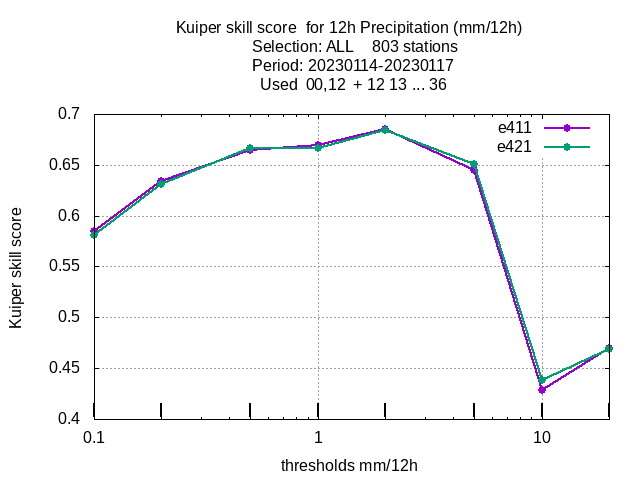 Kuiper skill score  for 12h Precipitation (mm/12h)
Selection: ALL    803 stations
Period: 20230114-20230117
Used  00,12  + 12 13 ... 36
e411
e421
0.7
0.65
0.6
0.55
0.5
0.45
0.4
Kuiper skill score
0.1
1
10
thresholds mm/12h